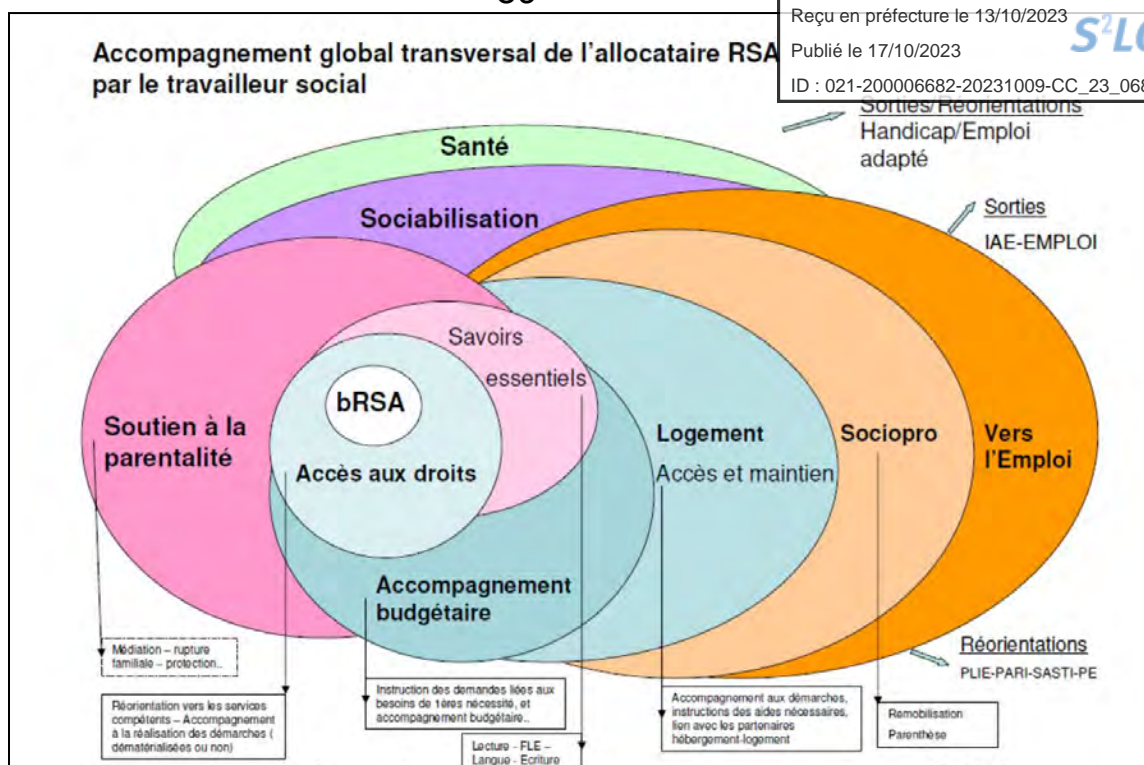 Reçu en préfecture le 13/10/2023
Publié le 17/10/2023
ID : 021-200006682-20231009-CC_23_068
Accompagnement global transversal de l'allocataire RSA
par le travailleur social
Sorties/Réorientations
Handicap/Emploi
adapté
Santé
Sociabilisation
Sorties
IAE-EMPLOI
Savoirs
essentiels
bRSA
Soutien à la
parentalité
Accès aux droits
Logement
Accès et maintien
Sociopro
Vers
l'Emploi
Accompagnement
budgétaire
Réorientations
PLIE-PARI-SASTI-PE
Médiation – rupture
familiale – protection..
Réorientation vers les services
compétents – Accompagnement
à la réalisation des démarches (
dématérialisées ou non)
Instruction des demandes liées aux
besoins de 1ères nécessité, et
accompagnement budgétaire..
Lecture - FLE –
Langue - Ecriture
Accompagnement aux démarches,
instructions des aides nécessaires,
lien avec les partenaires
hébergement-logement
Remobilisation
Parenthèse